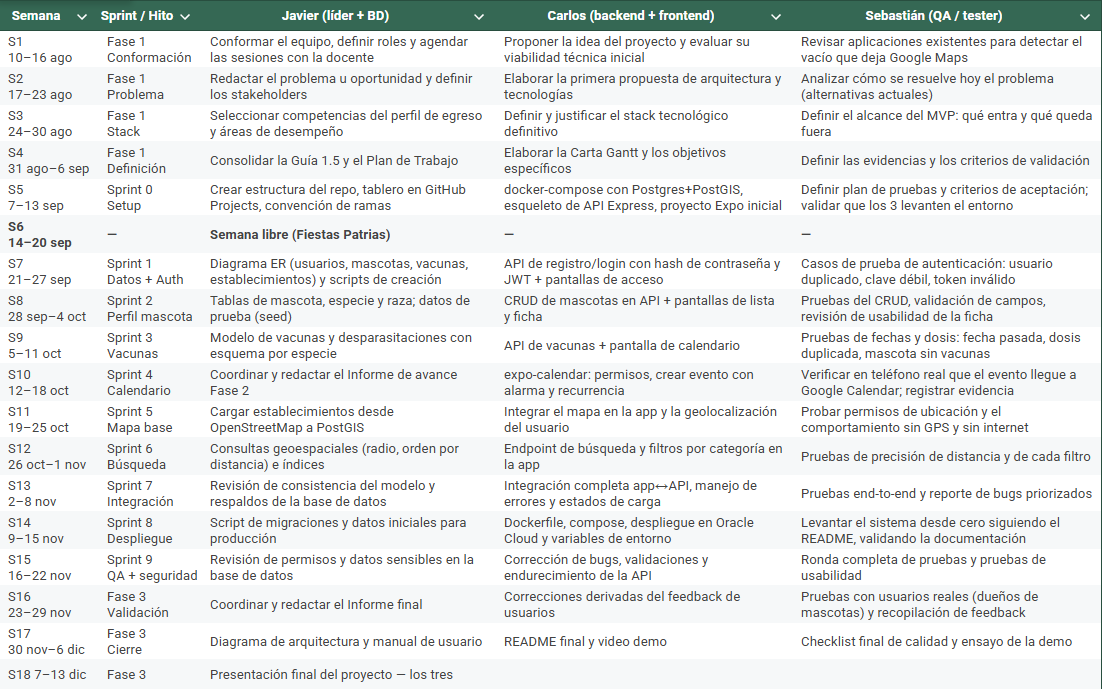 Semana Sprint / Hito Javier (líder + BD) Carlos (backend + frontend) Sebastián (QA / tester)
S1 Fase 1 Conformar el equipo, definir roles y agendar Proponer la idea del proyecto y evaluar su Revisar aplicaciones existentes para detectar el
10–16 ago Conformación las sesiones con la docente viabilidad técnica inicial vacío que deja Google Maps
S2 Fase 1 Redactar el problema u oportunidad y definir Elaborar la primera propuesta de arquitectura y Analizar cómo se resuelve hoy el problema
17–23 ago Problema los stakeholders tecnologías (alternativas actuales)
S3 Fase 1 Seleccionar competencias del perfil de egreso Definir y justificar el stack tecnológico Definir el alcance del MVP: qué entra y qué queda
24–30 ago Stack y áreas de desempeño definitivo fuera
S4 Fase 1 Consolidar la Guía 1.5 y el Plan de Trabajo Elaborar la Carta Gantt y los objetivos Definir las evidencias y los criterios de validación
31 ago–6 sep Definición específicos
S5 Sprint 0 Crear estructura del repo, tablero en GitHub docker-compose con Postgres+PostGIS, Definir plan de pruebas y criterios de aceptación;
7–13 sep Setup Projects, convención de ramas esqueleto de API Express, proyecto Expo inicial validar que los 3 levanten el entorno
S6 — Semana libre (Fiestas Patrias) — —
14–20 sep
S7 Sprint 1 Diagrama ER (usuarios, mascotas, vacunas, API de registro/login con hash de contraseña y Casos de prueba de autenticación: usuario
21–27 sep Datos + Auth establecimientos) y scripts de creación JWT + pantallas de acceso duplicado, clave débil, token inválido
S8 Sprint 2 Tablas de mascota, especie y raza; datos de CRUD de mascotas en API + pantallas de lista Pruebas del CRUD, validación de campos,
28 sep–4 oct Perfil mascota prueba (seed) y ficha revisión de usabilidad de la ficha
S9 Sprint 3 Modelo de vacunas y desparasitaciones con API de vacunas + pantalla de calendario Pruebas de fechas y dosis: fecha pasada, dosis
5–11 oct Vacunas esquema por especie duplicada, mascota sin vacunas
S10 Sprint 4 Coordinar y redactar el Informe de avance expo-calendar: permisos, crear evento con Verificar en teléfono real que el evento llegue a
12–18 oct Calendario Fase 2 alarma y recurrencia Google Calendar; registrar evidencia
S11 Sprint 5 Cargar establecimientos desde Integrar el mapa en la app y la geolocalización Probar permisos de ubicación y el
19–25 oct Mapa base OpenStreetMap a PostGIS del usuario comportamiento sin GPS y sin internet
S12 Sprint 6 Consultas geoespaciales (radio, orden por Endpoint de búsqueda y filtros por categoría en Pruebas de precisión de distancia y de cada filtro
26 oct–1 nov Búsqueda distancia) e índices la app
S13 Sprint 7 Revisión de consistencia del modelo y Integración completa app↔API, manejo de Pruebas end-to-end y reporte de bugs priorizados
2–8 nov Integración respaldos de la base de datos errores y estados de carga
S14 Sprint 8 Script de migraciones y datos iniciales para Dockerfile, compose, despliegue en Oracle Levantar el sistema desde cero siguiendo el
9–15 nov Despliegue producción Cloud y variables de entorno README, validando la documentación
S15 Sprint 9 Revisión de permisos y datos sensibles en la Corrección de bugs, validaciones y Ronda completa de pruebas y pruebas de
16–22 nov QA + seguridad base de datos endurecimiento de la API usabilidad
S16 Fase 3 Coordinar y redactar el Informe final Correcciones derivadas del feedback de Pruebas con usuarios reales (dueños de
23–29 nov Validación usuarios mascotas) y recopilación de feedback
S17 Fase 3 Diagrama de arquitectura y manual de usuario README final y video demo Checklist final de calidad y ensayo de la demo
30 nov–6 dic Cierre
S18 7–13 dic Fase 3 Presentación final del proyecto — los tres